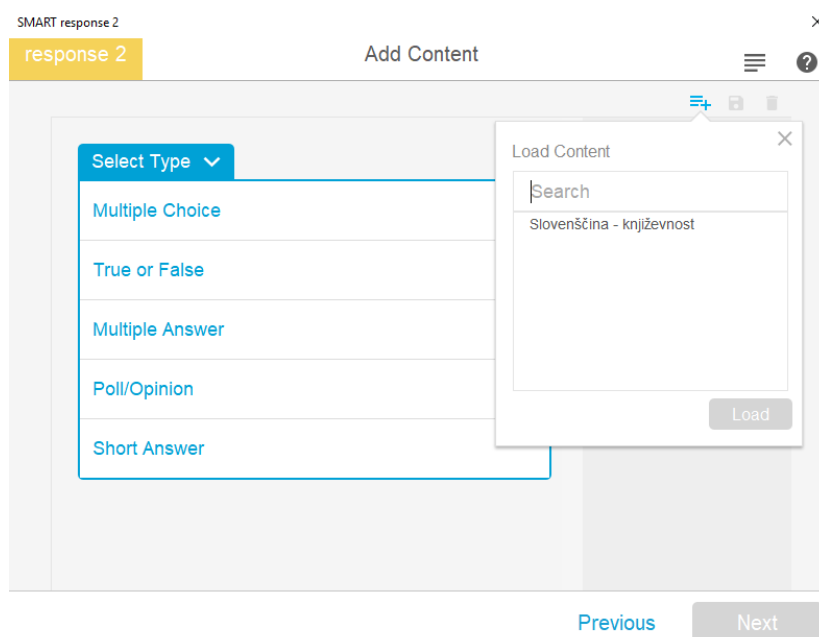 SMART response 2
response 2
Add Content
Select Type
Multiple Choice
True or False
Multiple Answer
Poll/Opinion
Short Answer
Load Content
Search
Slovenščina - književnost
Load
Previous
Next